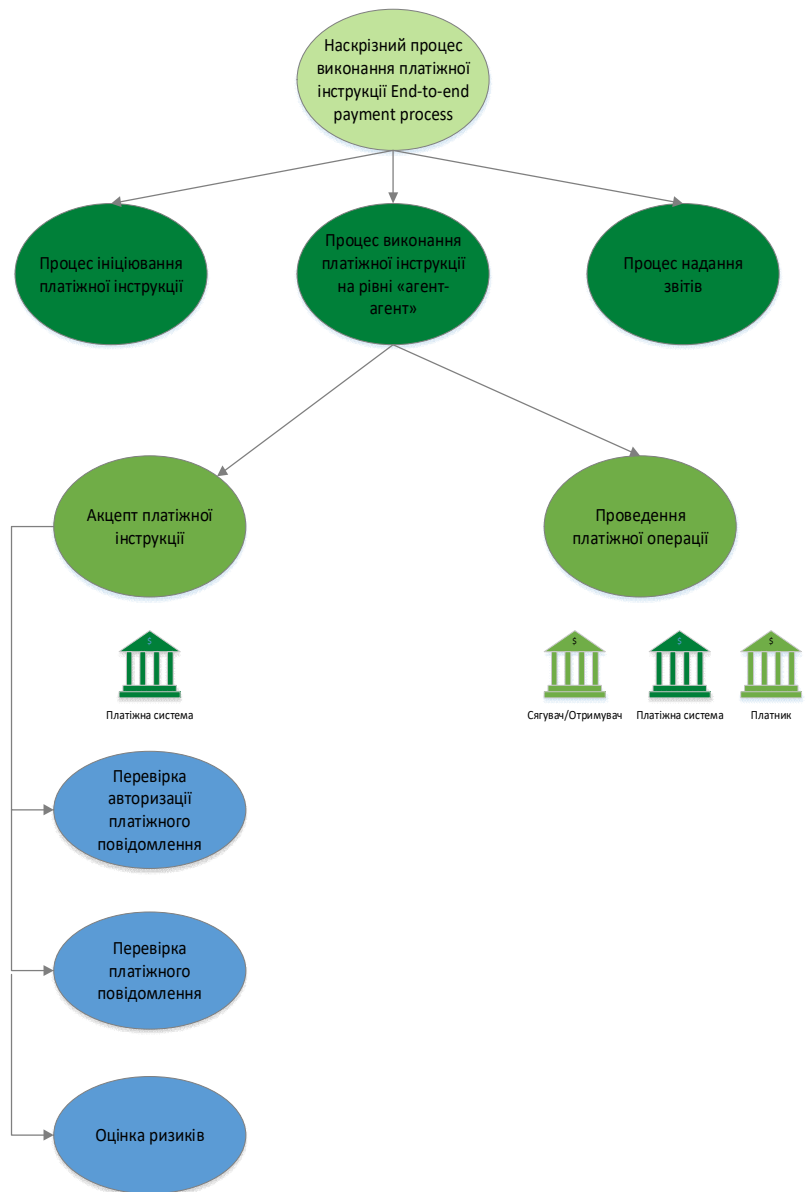 Наскрізний процес
виконання платіжної
інструкції End-to-end
payment process
Процес ініціювання
платіжної інструкції
Процес виконання
платіжної інструкції
на рівні «агент-
агент»
Процес надання
звітів
Акцепт платіжної
інструкції
Проведення
платіжної операції
$
Платіжна система
$
Сягувач/Отримувач
$
Платіжна система
$
Платник
Перевірка
авторизації
платіжного
повідомлення
Перевірка
платіжного
повідомлення
Оцінка ризиків